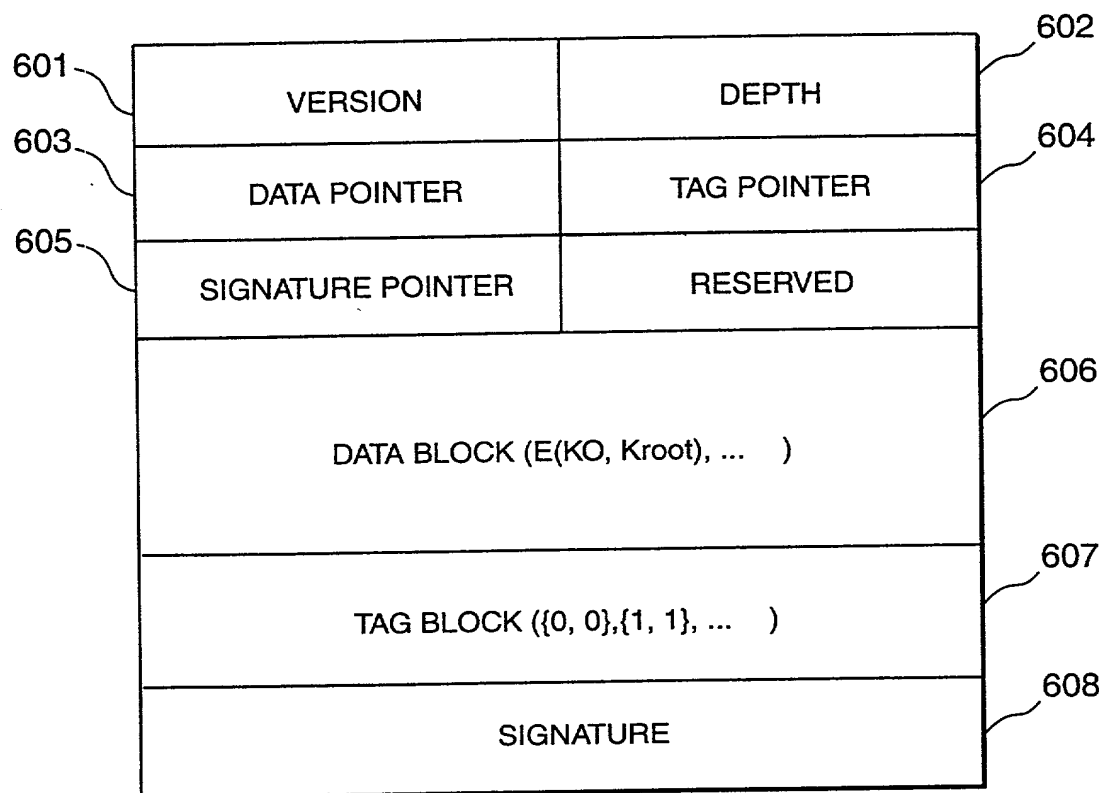 601
602
VERSION
DEPTH
603
604
DATA POINTER
TAG POINTER
605
SIGNATURE POINTER
RESERVED
606
DATA BLOCK (E(KO, Kroot), ... )
607
TAG BLOCK ({0, 0},{1, 1}, ... )
608
SIGNATURE